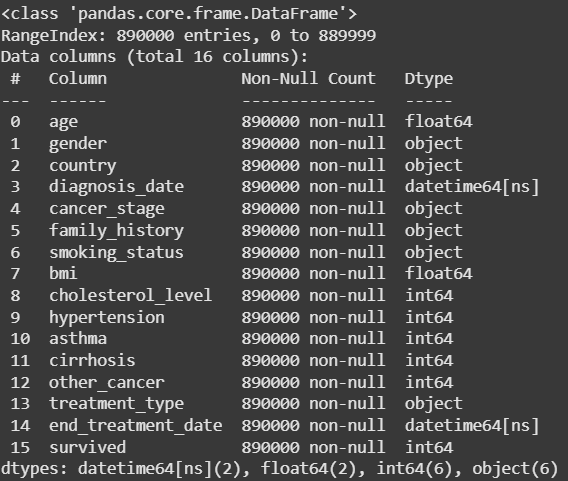 <class 'pandas.core.frame.DataFrame'>
RangeIndex: 890000 entries, 0 to 889999
Data columns (total 16 columns):
 #   Column              Non-Null Count   Dtype
---  ------              --------------   -----
 0   age                 890000 non-null  float64
 1   gender              890000 non-null  object
 2   country             890000 non-null  object
 3   diagnosis_date      890000 non-null  datetime64[ns]
 4   cancer_stage        890000 non-null  object
 5   family_history      890000 non-null  object
 6   smoking_status      890000 non-null  object
 7   bmi                 890000 non-null  float64
 8   cholesterol_level   890000 non-null  int64
 9   hypertension        890000 non-null  int64
 10  asthma              890000 non-null  int64
 11  cirrhosis           890000 non-null  int64
 12  other_cancer        890000 non-null  int64
 13  treatment_type      890000 non-null  object
 14  end_treatment_date  890000 non-null  datetime64[ns]
 15  survived            890000 non-null  int64
dtypes: datetime64[ns](2), float64(2), int64(6), object(6)